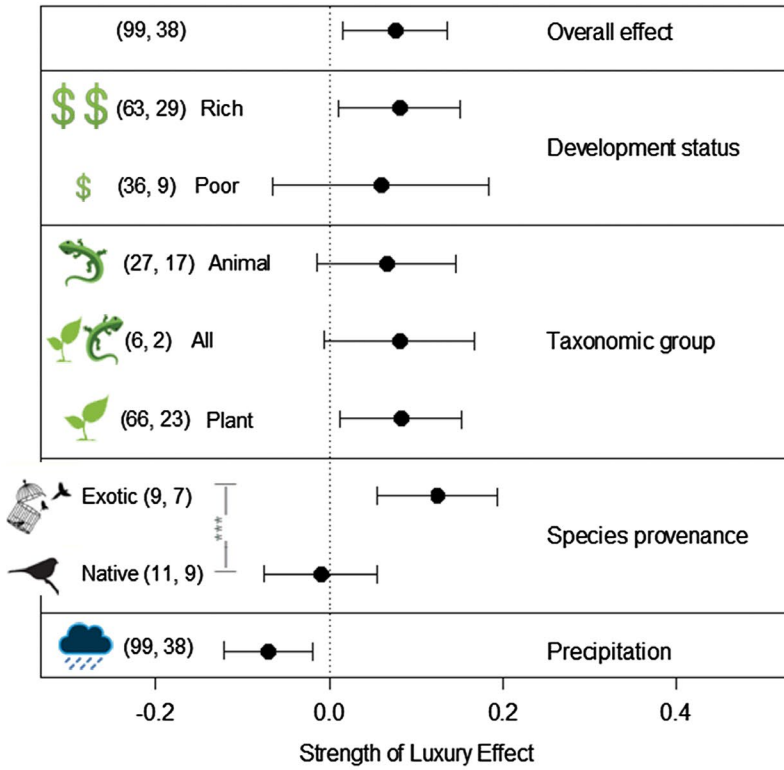 (99, 38) Overall effect
$ $ (63, 29) Rich
Development status
$ (36, 9) Poor
(27, 17) Animal
(6, 2) All Taxonomic group
(66, 23) Plant
Exotic (9, 7)
*** Species provenance
Native (11, 9)
(99, 38) Precipitation
-0.2 0.0 0.2 0.4
Strength of Luxury Effect